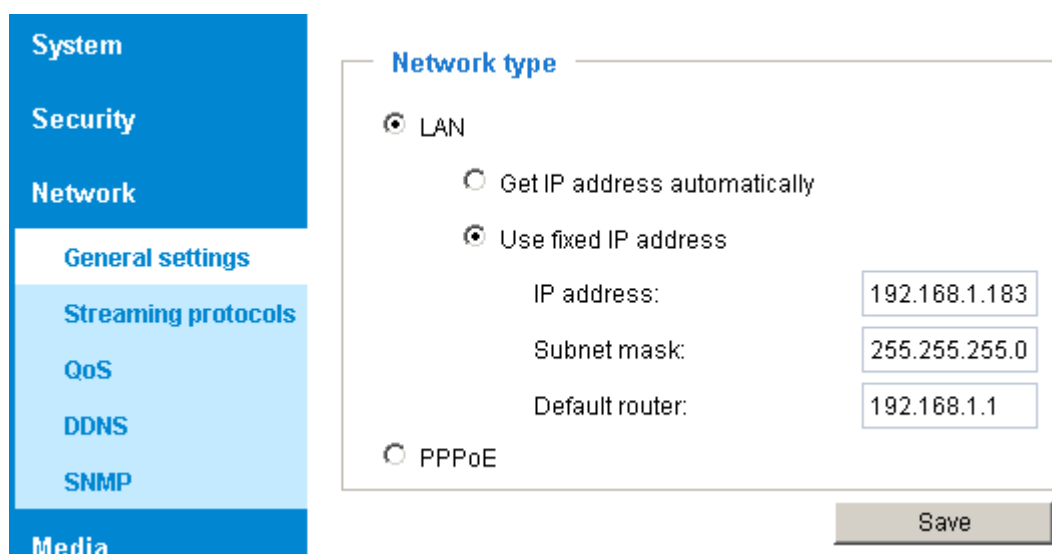 System
Security
Network
General settings
Streaming protocols
QoS
DDNS
SNMP
Media
Network type
LAN
Get IP address automatically
Use fixed IP address
IP address: 192.168.1.183
Subnet mask: 255.255.255.0
Default router: 192.168.1.1
PPPoE
Save